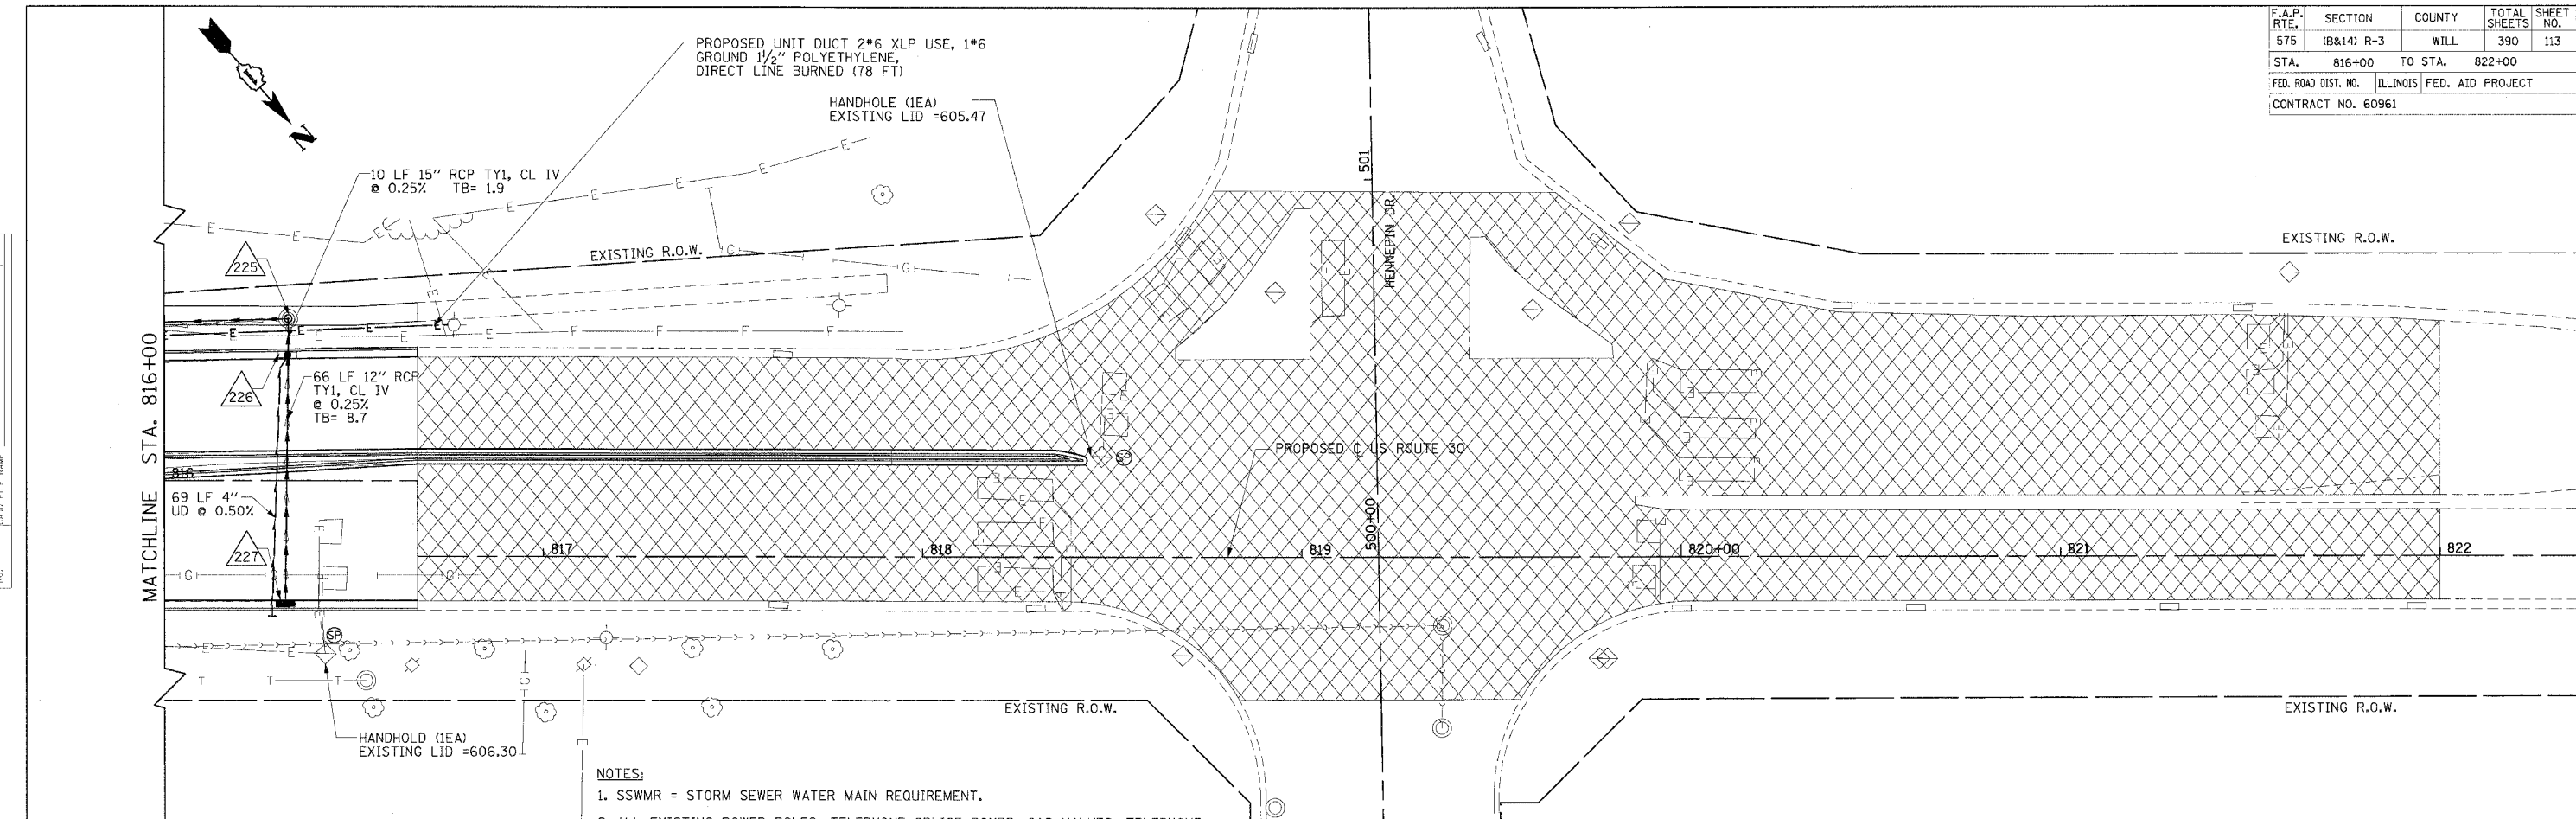 F.A.P. RTE. SECTION COUNTY TOTAL SHEETS SHEET NO.
575 (B&14) R-3 WILL 390 113
STA. 816+00 TO STA. 822+00
FED. ROAD DIST. NO. ILLINOIS FED. AID PROJECT
CONTRACT NO. 60961
N
PROPOSED UNIT DUCT 2#6 XLP USE, 1#6
GROUND 1 1/2" POLYETHYLENE,
DIRECT LINE BURNED (78 FT)
HANDHOLE (1EA)
EXISTING LID =605.47
10 LF 15" RCP TY1, CL IV
@ 0.25% TB= 1.9
501
HENNEPIN DR.
EXISTING R.O.W.
EXISTING R.O.W.
225
MATCHLINE STA. 816+00
226
66 LF 12" RCP
TY1, CL IV
@ 0.25%
TB= 8.7
PROPOSED ℄ US ROUTE 30
816
69 LF 4"
UD @ 0.50%
500+00
227
817
818
819
820+00
821
822
SP
SP
EXISTING R.O.W.
EXISTING R.O.W.
HANDHOLD (1EA)
EXISTING LID =606.30
NOTES:
1. SSWMR = STORM SEWER WATER MAIN REQUIREMENT.